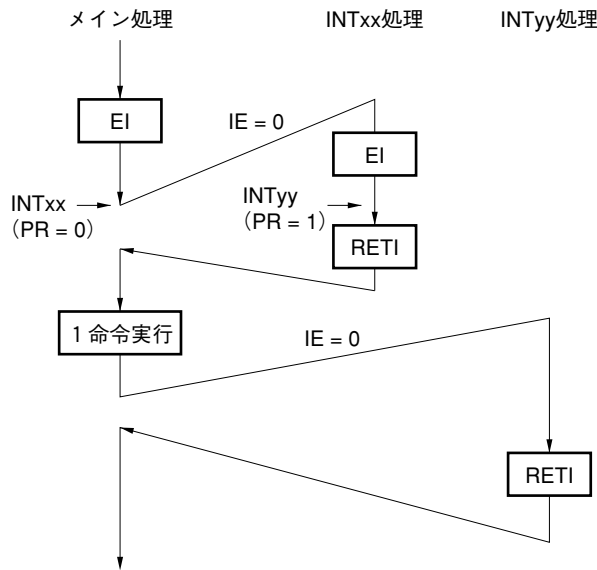 メイン処理
INTxx処理
INTyy処理
EI
IE = 0
EI
INTxx
（PR = 0）
INTyy
（PR = 1）
RETI
1 命令実行
IE = 0
RETI